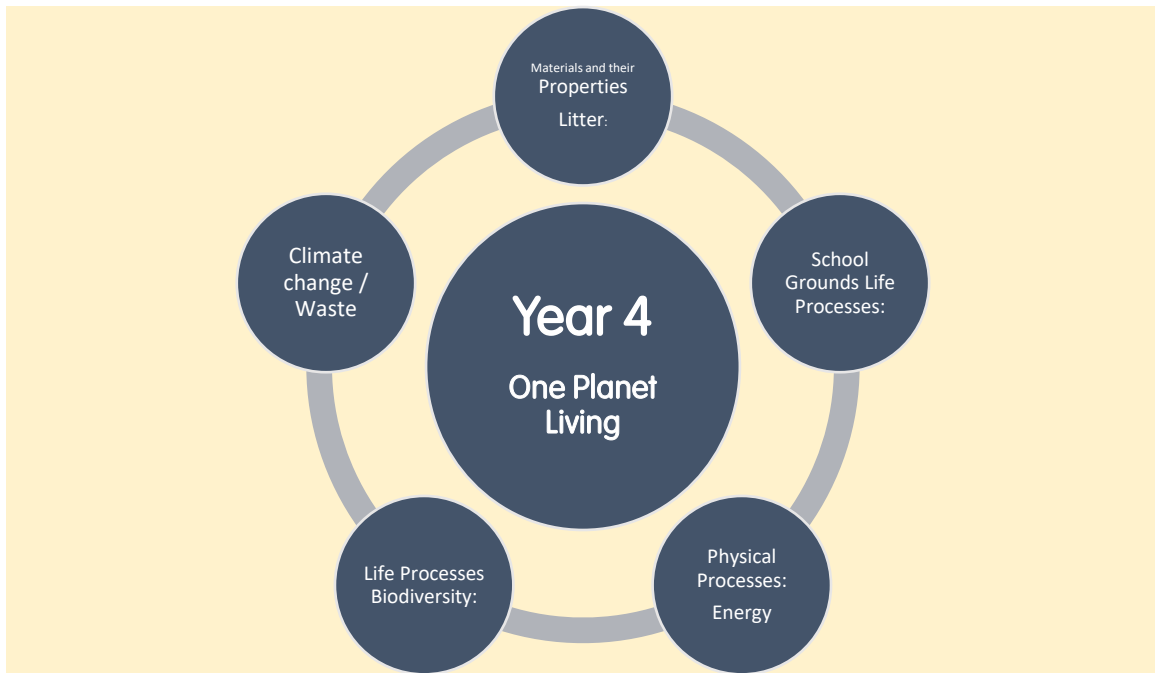 Materials and their
Properties
Litter:
School
Grounds Life
Processes:
Physical
Processes:
Energy
Life Processes
Biodiversity:
Climate
change /
Waste
Year 4
One Planet
Living